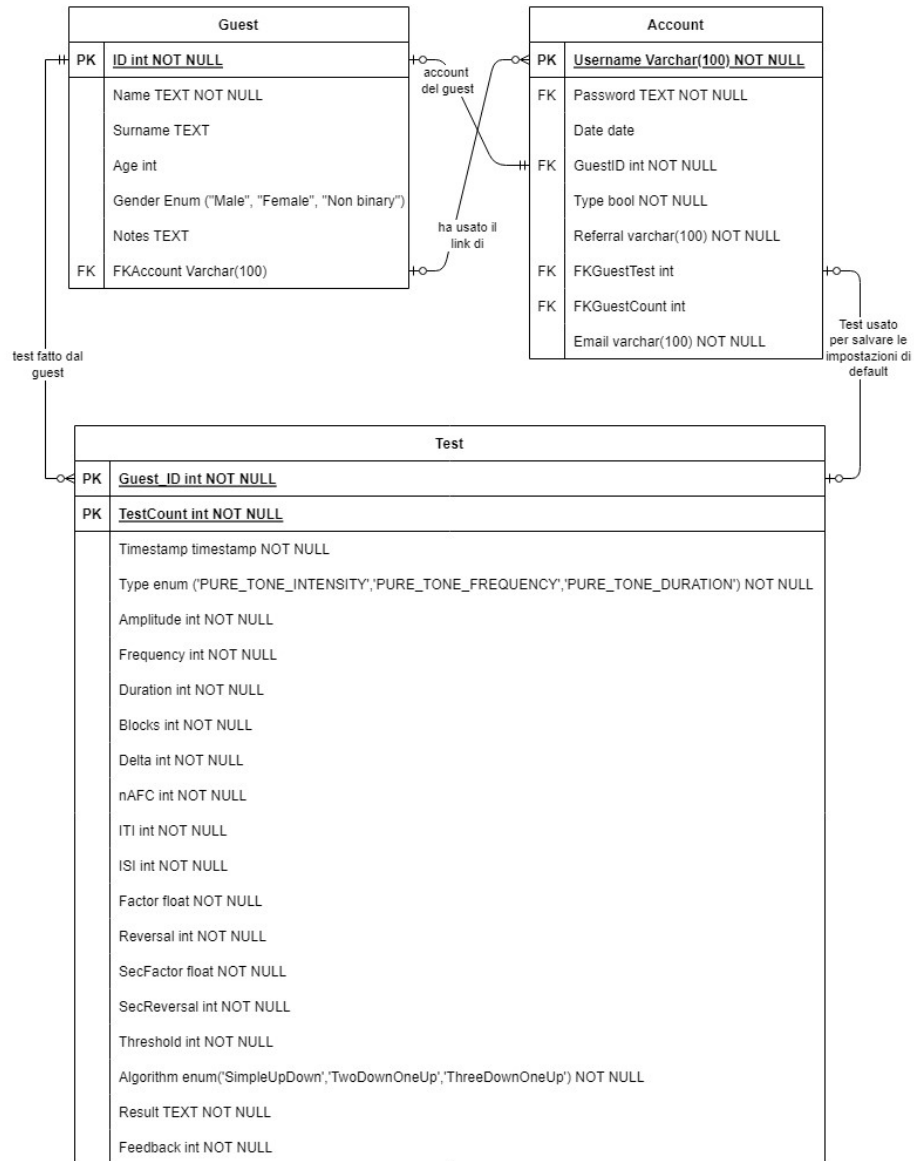 Guest
PK ID int NOT NULL
Name TEXT NOT NULL
Surname TEXT
Age int
Gender Enum ("Male", "Female", "Non binary")
Notes TEXT
FK FKAccount Varchar(100)
account
del guest
ha usato il
link di
Account
PK Username Varchar(100) NOT NULL
FK Password TEXT NOT NULL
Date date
FK GuestID int NOT NULL
Type bool NOT NULL
Referral varchar(100) NOT NULL
FK FKGuestTest int
FK FKGuestCount int
Email varchar(100) NOT NULL
test fatto dal
guest
Test usato
per salvare le
impostazioni di
default
Test
PK Guest_ID int NOT NULL
PK TestCount int NOT NULL
Timestamp timestamp NOT NULL
Type enum ('PURE_TONE_INTENSITY','PURE_TONE_FREQUENCY','PURE_TONE_DURATION') NOT NULL
Amplitude int NOT NULL
Frequency int NOT NULL
Duration int NOT NULL
Blocks int NOT NULL
Delta int NOT NULL
nAFC int NOT NULL
ITI int NOT NULL
ISI int NOT NULL
Factor float NOT NULL
Reversal int NOT NULL
SecFactor float NOT NULL
SecReversal int NOT NULL
Threshold int NOT NULL
Algorithm enum('SimpleUpDown','TwoDownOneUp','ThreeDownOneUp') NOT NULL
Result TEXT NOT NULL
Feedback int NOT NULL